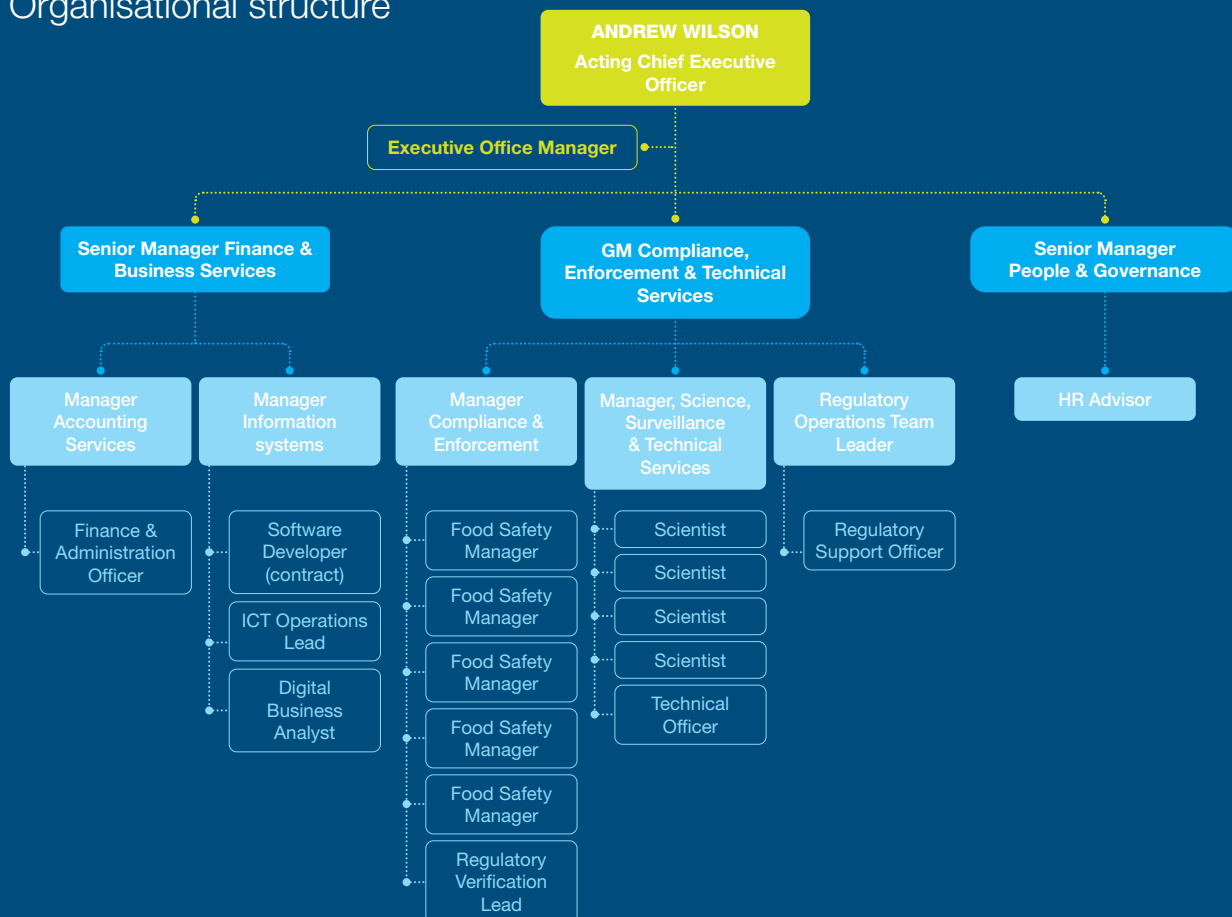 Organisational structure
ANDREW WILSON
Acting Chief Executive
Officer
Executive Office Manager
Senior Manager Finance &
Business Services
GM Compliance,
Enforcement & Technical
Services
Senior Manager
People & Governance
Manager
Accounting
Services
Manager
Information
systems
Manager
Compliance &
Enforcement
Manager, Science,
Surveillance
& Technical
Services
Regulatory
Operations Team
Leader
HR Advisor
Finance &
Administration
Officer
Software
Developer
(contract)
ICT Operations
Lead
Digital
Business
Analyst
Food Safety
Manager
Food Safety
Manager
Food Safety
Manager
Food Safety
Manager
Food Safety
Manager
Regulatory
Verification
Lead
Scientist
Scientist
Scientist
Scientist
Technical
Officer
Regulatory
Support Officer